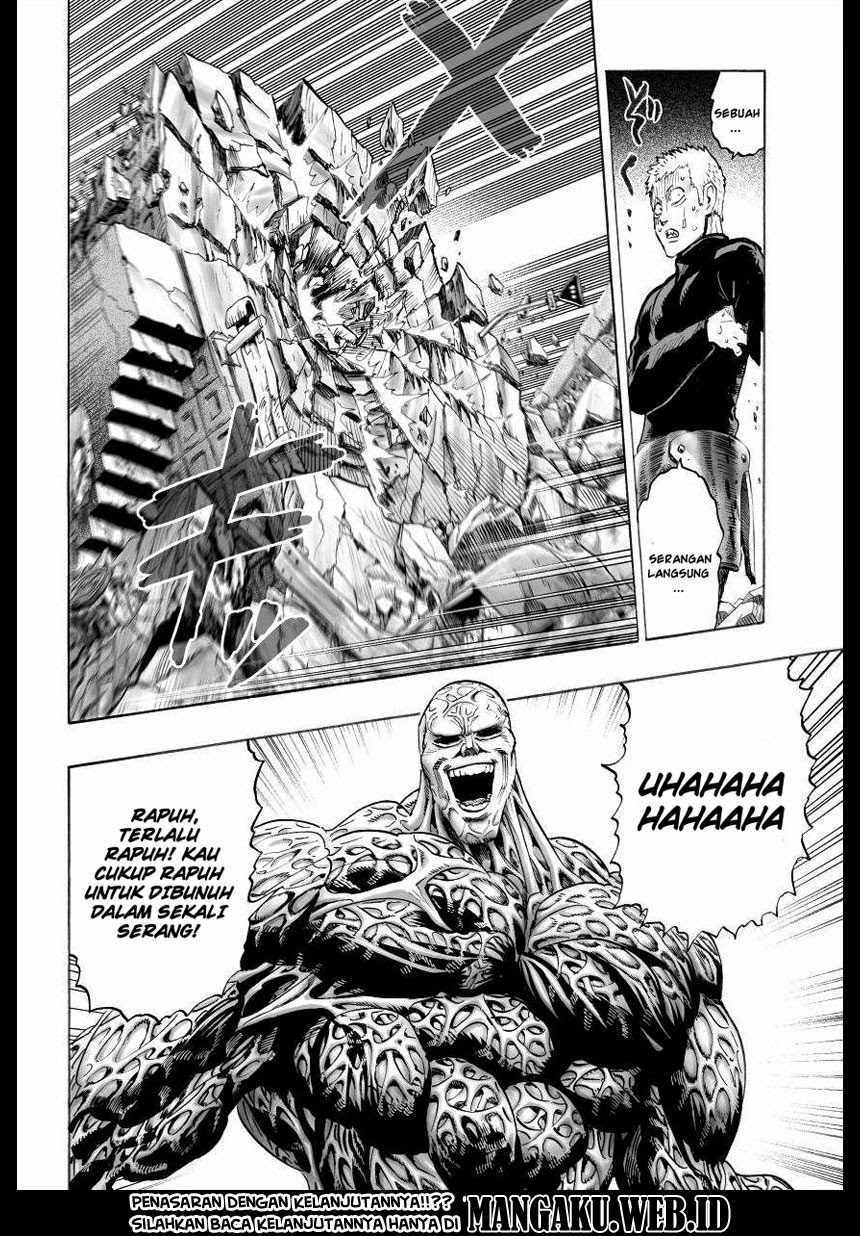 SEBUAH
...
SERANGAN
LANGSUNG
...
UHAHAHA
HAHAAHA
RAPUH,
TERLALU
RAPUH! KAU
CUKUP RAPUH
UNTUK DIBUNUH
DALAM SEKALI
SERANG!
PENASARAN DENGAN KELANJUTANNYA!!??
SILAHKAN BACA KELANJUTANNYA HANYA DI MANGAKU.WEB.ID